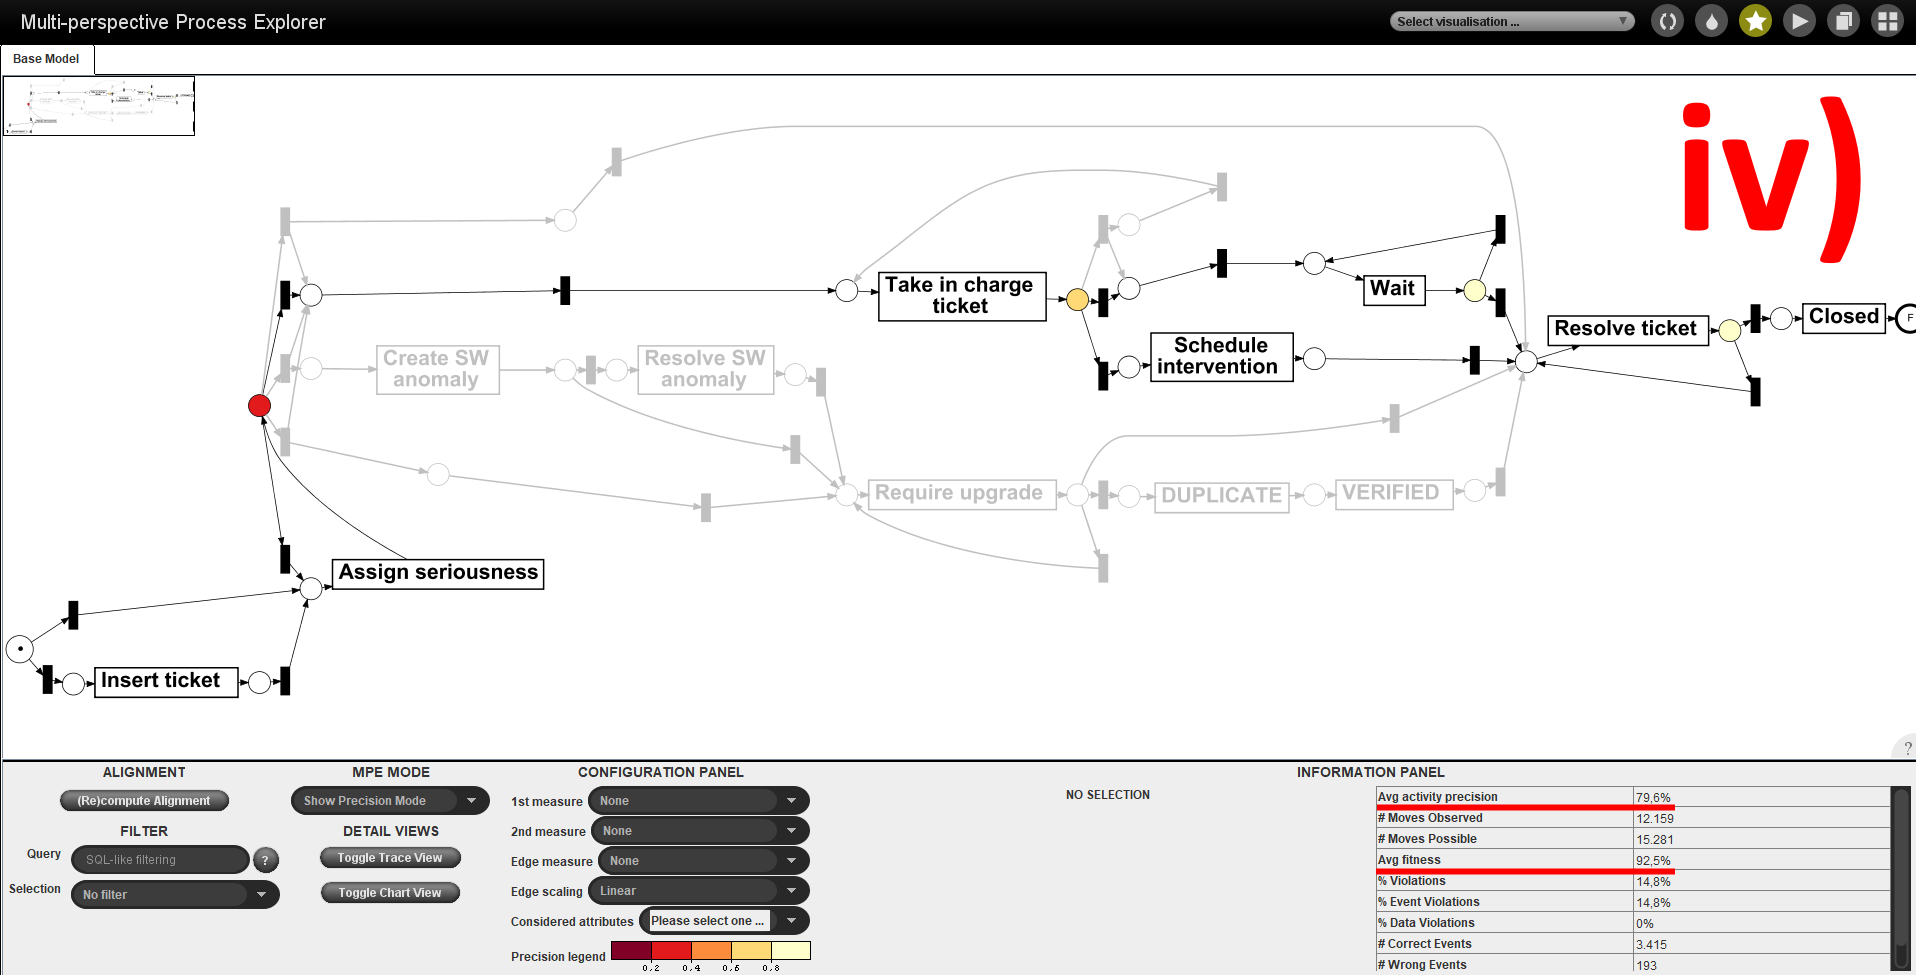 Multi-perspective Process Explorer
Select visualisation ...
Base Model
iv)
Take in charge
ticket
Wait
Schedule
intervention
Resolve ticket
Closed
F
Create SW
anomaly
Resolve SW
anomaly
Require upgrade
DUPLICATE
VERIFIED
Assign seriousness
Insert ticket
?
ALIGNMENT
(Re)compute Alignment
FILTER
Query
SQL-like filtering
?
Selection
No filter
MPE MODE
Show Precision Mode
DETAIL VIEWS
Toggle Trace View
Toggle Chart View
CONFIGURATION PANEL
1st measure
None
2nd measure
None
Edge measure
None
Edge scaling
Linear
Considered attributes
Please select one ...
Precision legend
0,2 0,4 0,6 0,8
NO SELECTION
INFORMATION PANEL
Avg activity precision 79,6%
# Moves Observed 12.159
# Moves Possible 15.281
Avg fitness 92,5%
% Violations 14,8%
% Event Violations 14,8%
% Data Violations 0%
# Correct Events 3.415
# Wrong Events 193